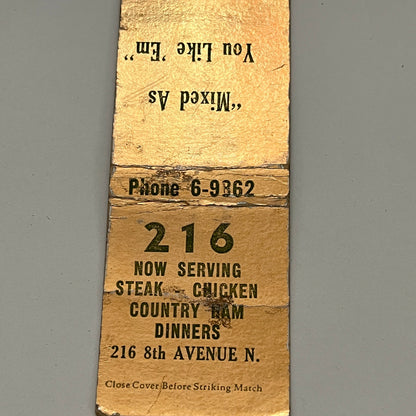 "Mixed As
You Like 'Em"
Phone 6-9862
216
NOW SERVING
STEAK - CHICKEN
COUNTRY HAM
DINNERS
216 8th AVENUE N.
Close Cover Before Striking Match